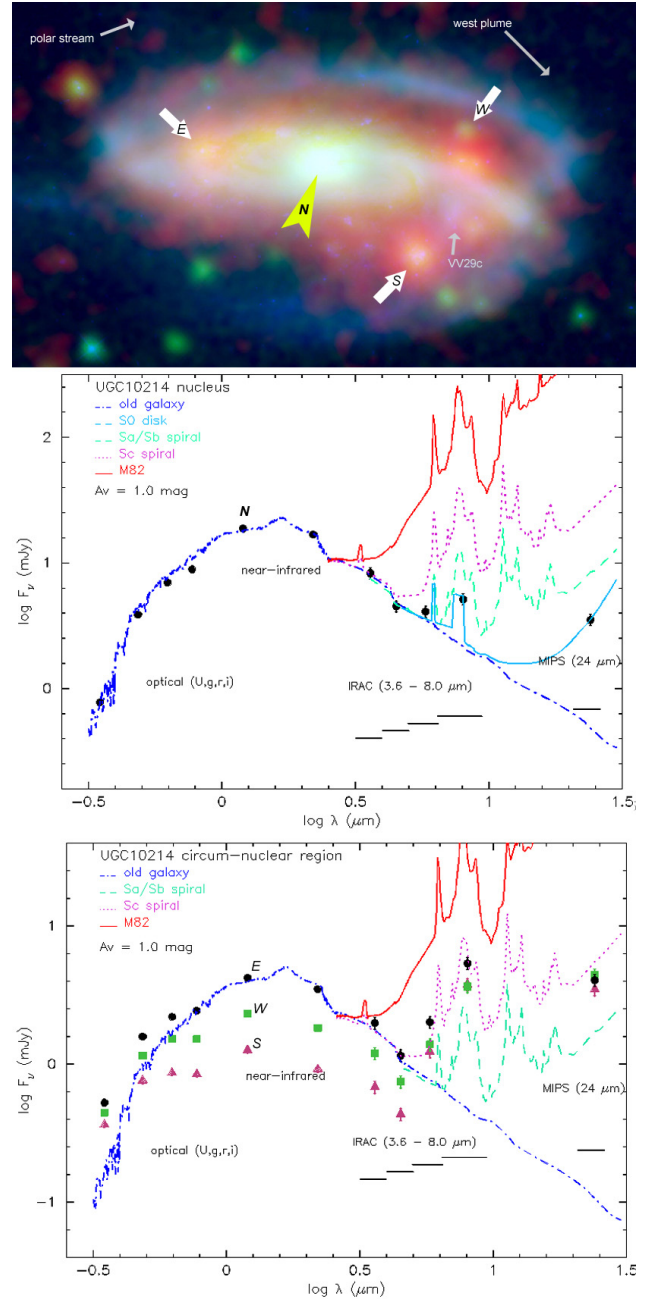 polar stream
west plume
E
W
N
VV29c
S
UGC10214 nucleus
old galaxy
S0 disk
Sa/Sb spiral
Sc spiral
M82
Av = 1.0 mag
N
near-infrared
optical (U,g,r,i)
IRAC (3.6 - 8.0 μm)
MIPS (24 μm)
log Fν (mJy)
2
1
0
-0.5 0 0.5 1 1.5
log λ (μm)
UGC10214 circum-nuclear region
old galaxy
Sa/Sb spiral
Sc spiral
M82
Av = 1.0 mag
E
W
S
near-infrared
optical (U,g,r,i)
IRAC (3.6 - 8.0 μm)
MIPS (24 μm)
log Fν (mJy)
1
0
-1
-0.5 0 0.5 1 1.5
log λ (μm)